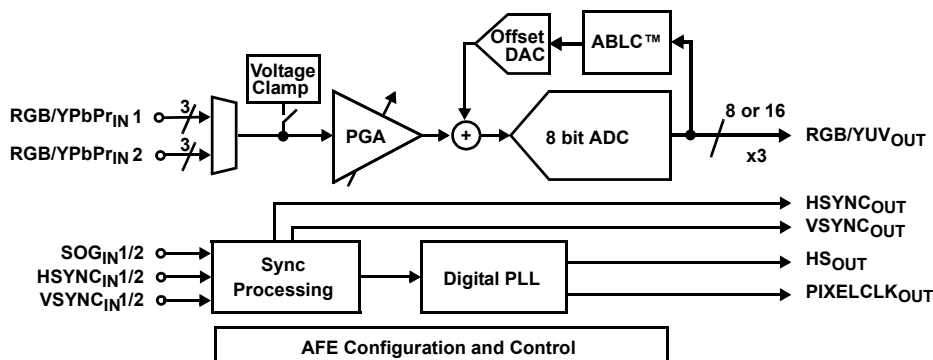 Offset
DAC
ABLC™
Voltage
Clamp
RGB/YPbPrIN 1
3
PGA
+
8 bit ADC
8 or 16
x3
RGB/YUVOUT
RGB/YPbPrIN 2
3
HSYNCOUT
VSYNCOUT
SOGIN1/2
HSYNCIN1/2
VSYNCIN1/2
Sync
Processing
Digital PLL
HSOUT
PIXELCLKOUT
AFE Configuration and Control